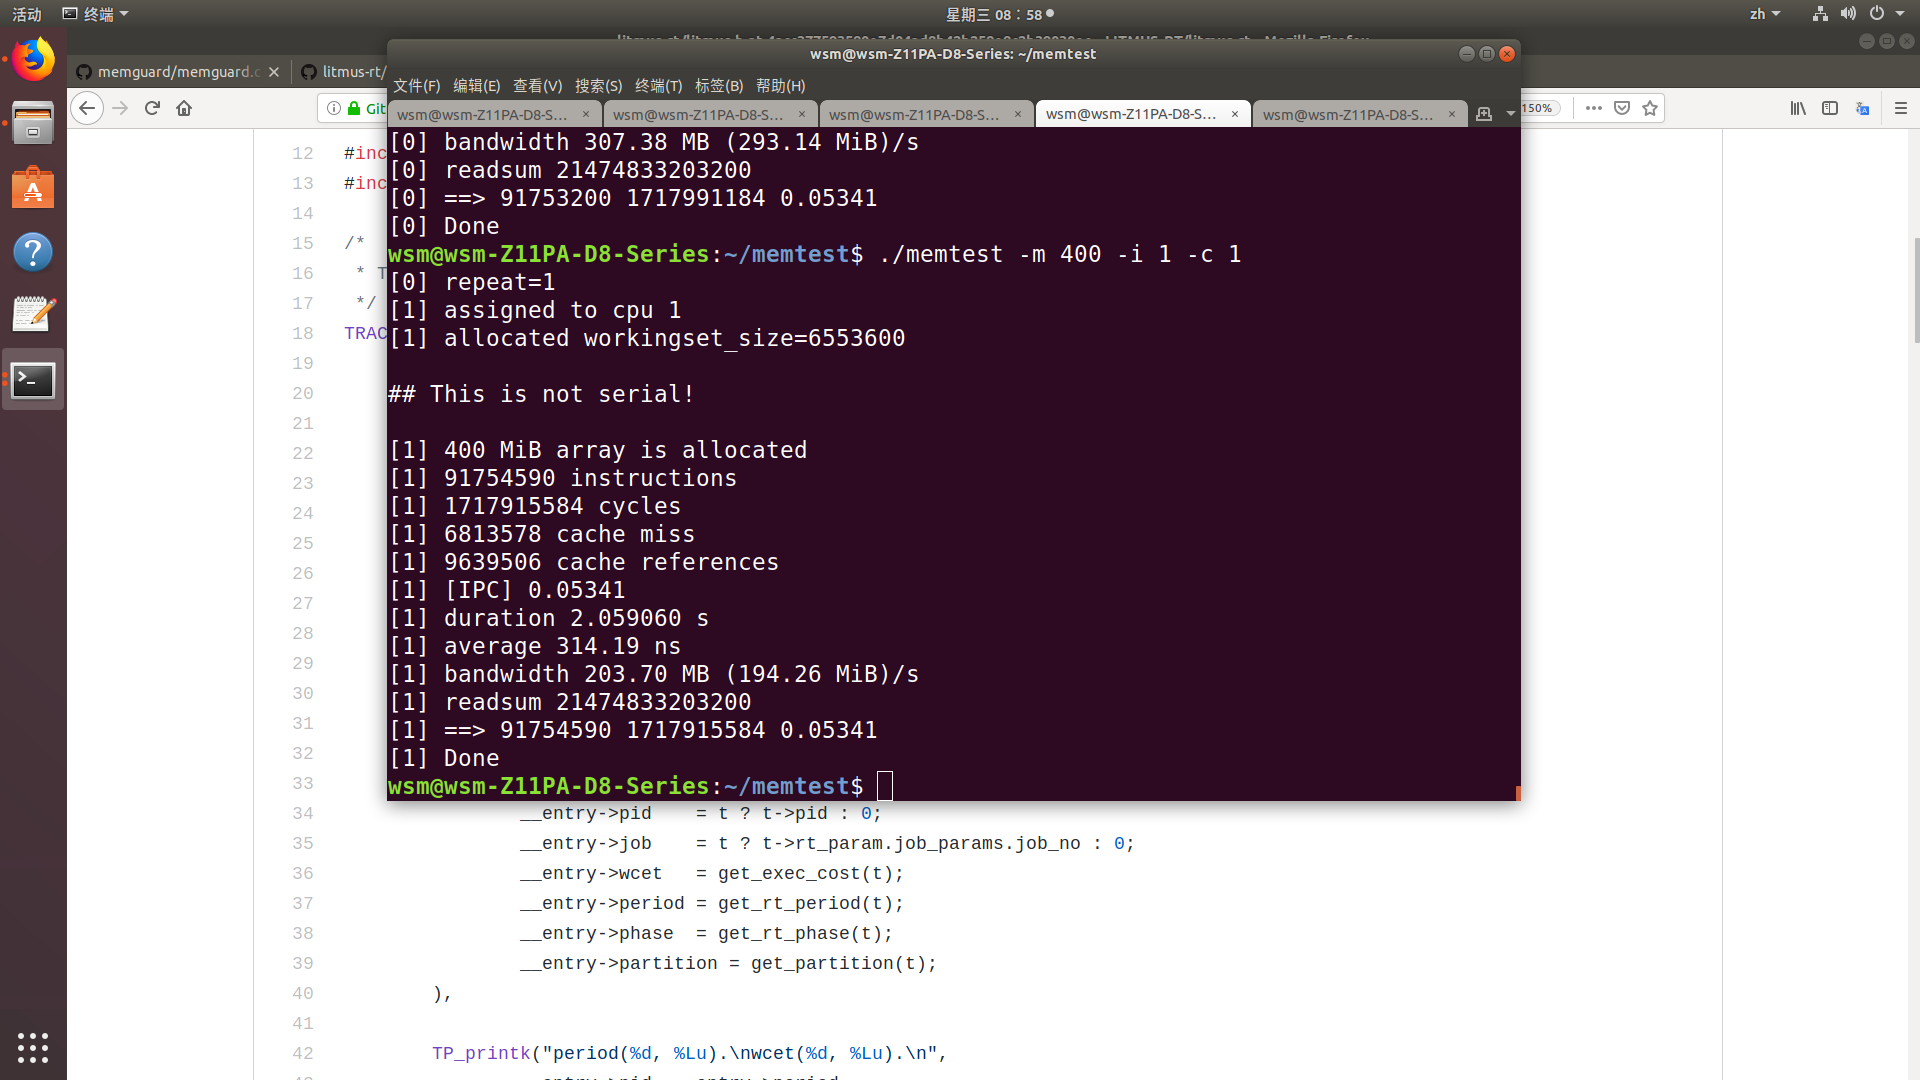 活动 终端 星期三 08：58 zh
wsm@wsm-Z11PA-D8-Series: ~/memtest
memguard/memguard.c litmus-rt/
文件(F) 编辑(E) 查看(V) 搜索(S) 终端(T) 标签(B) 帮助(H)
Git 150%
wsm@wsm-Z11PA-D8-S... wsm@wsm-Z11PA-D8-S... wsm@wsm-Z11PA-D8-S... wsm@wsm-Z11PA-D8-S... wsm@wsm-Z11PA-D8-S...
[0] bandwidth 307.38 MB (293.14 MiB)/s
[0] readsum 21474833203200
[0] ==> 91753200 1717991184 0.05341
[0] Done
wsm@wsm-Z11PA-D8-Series:~/memtest$ ./memtest -m 400 -i 1 -c 1
[0] repeat=1
[1] assigned to cpu 1
[1] allocated workingset_size=6553600
## This is not serial!
[1] 400 MiB array is allocated
[1] 91754590 instructions
[1] 1717915584 cycles
[1] 6813578 cache miss
[1] 9639506 cache references
[1] [IPC] 0.05341
[1] duration 2.059060 s
[1] average 314.19 ns
[1] bandwidth 203.70 MB (194.26 MiB)/s
[1] readsum 21474833203200
[1] ==> 91754590 1717915584 0.05341
[1] Done
wsm@wsm-Z11PA-D8-Series:~/memtest$
12 #inc
13 #inc
14
15 /*
16 * T
17 */
18 TRAC
19
20
21
22
23
24
25
26
27
28
29
30
31
32
33
34 __entry->pid = t ? t->pid : 0;
35 __entry->job = t ? t->rt_param.job_params.job_no : 0;
36 __entry->wcet = get_exec_cost(t);
37 __entry->period = get_rt_period(t);
38 __entry->phase = get_rt_phase(t);
39 __entry->partition = get_partition(t);
40 ),
41
42 TP_printk("period(%d, %Lu).\nwcet(%d, %Lu).\n",